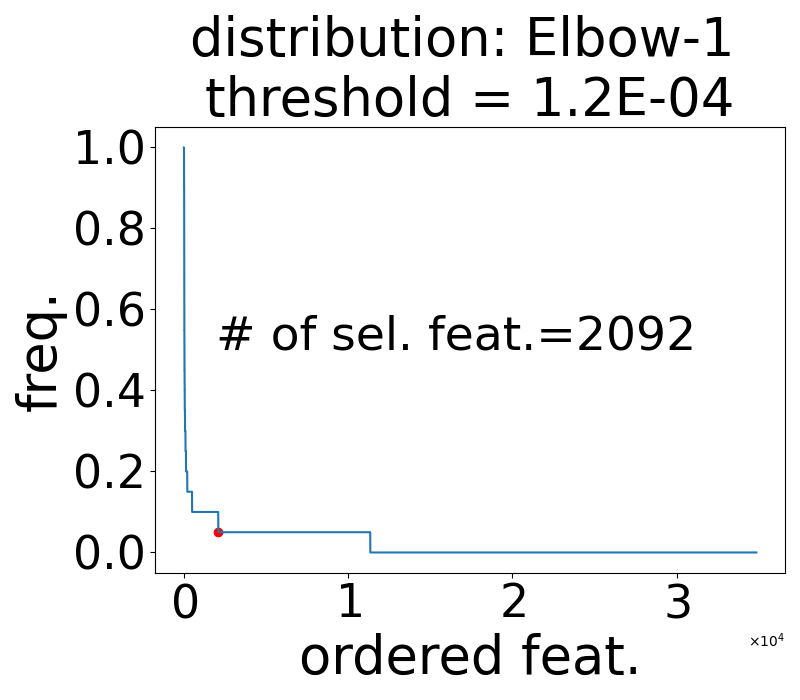 distribution: Elbow-1
threshold = 1.2E-04
1.0
0.8
0.6
0.4
0.2
0.0
freq.
# of sel. feat.=2092
0 1 2 3
×10⁴
ordered feat.